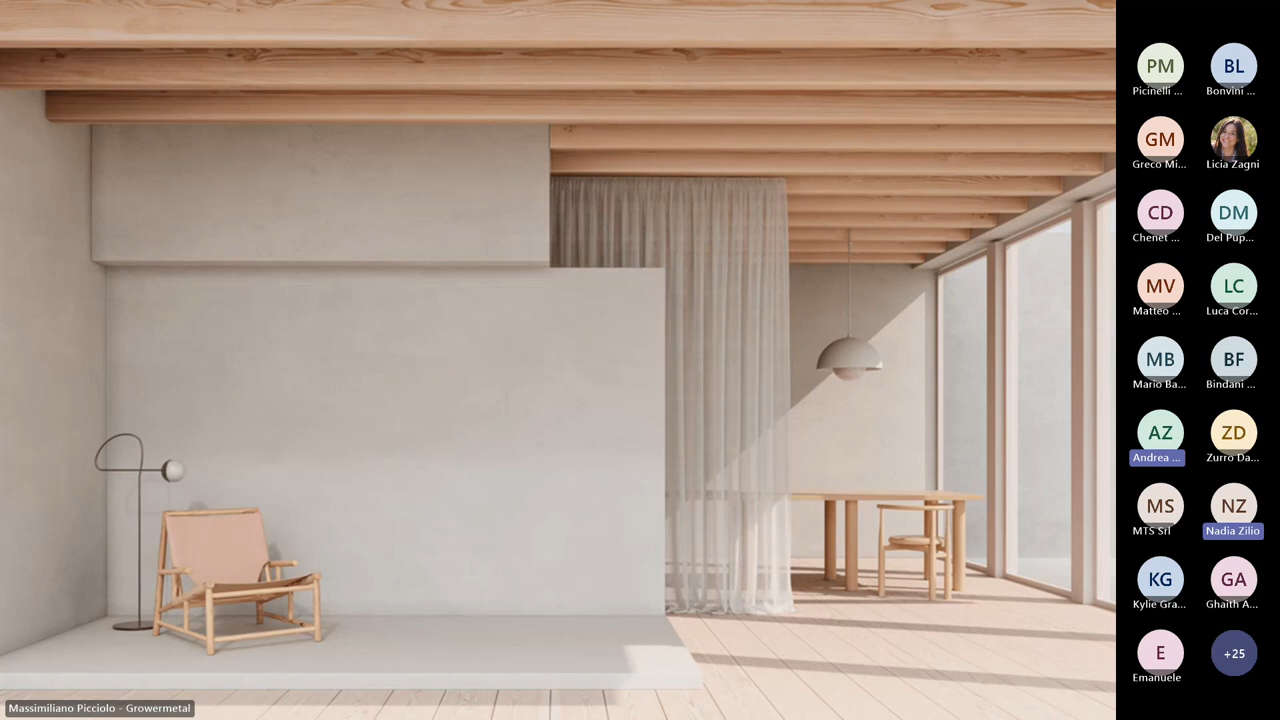 PM
BL
Picinelli ...
Bonvini ...
GM
Greco Mi...
Licia Zagni
CD
DM
Chenet ...
Del Pup...
MV
LC
Matteo ...
Luca Cor...
MB
BF
Mario Ba...
Bindani ...
AZ
ZD
Andrea ...
Zurro Da...
MS
NZ
MTS Srl
Nadia Zilio
KG
GA
Kylie Gra...
Ghaith A...
E
+25
Emanuele
Massimiliano Picciolo - Growermetal